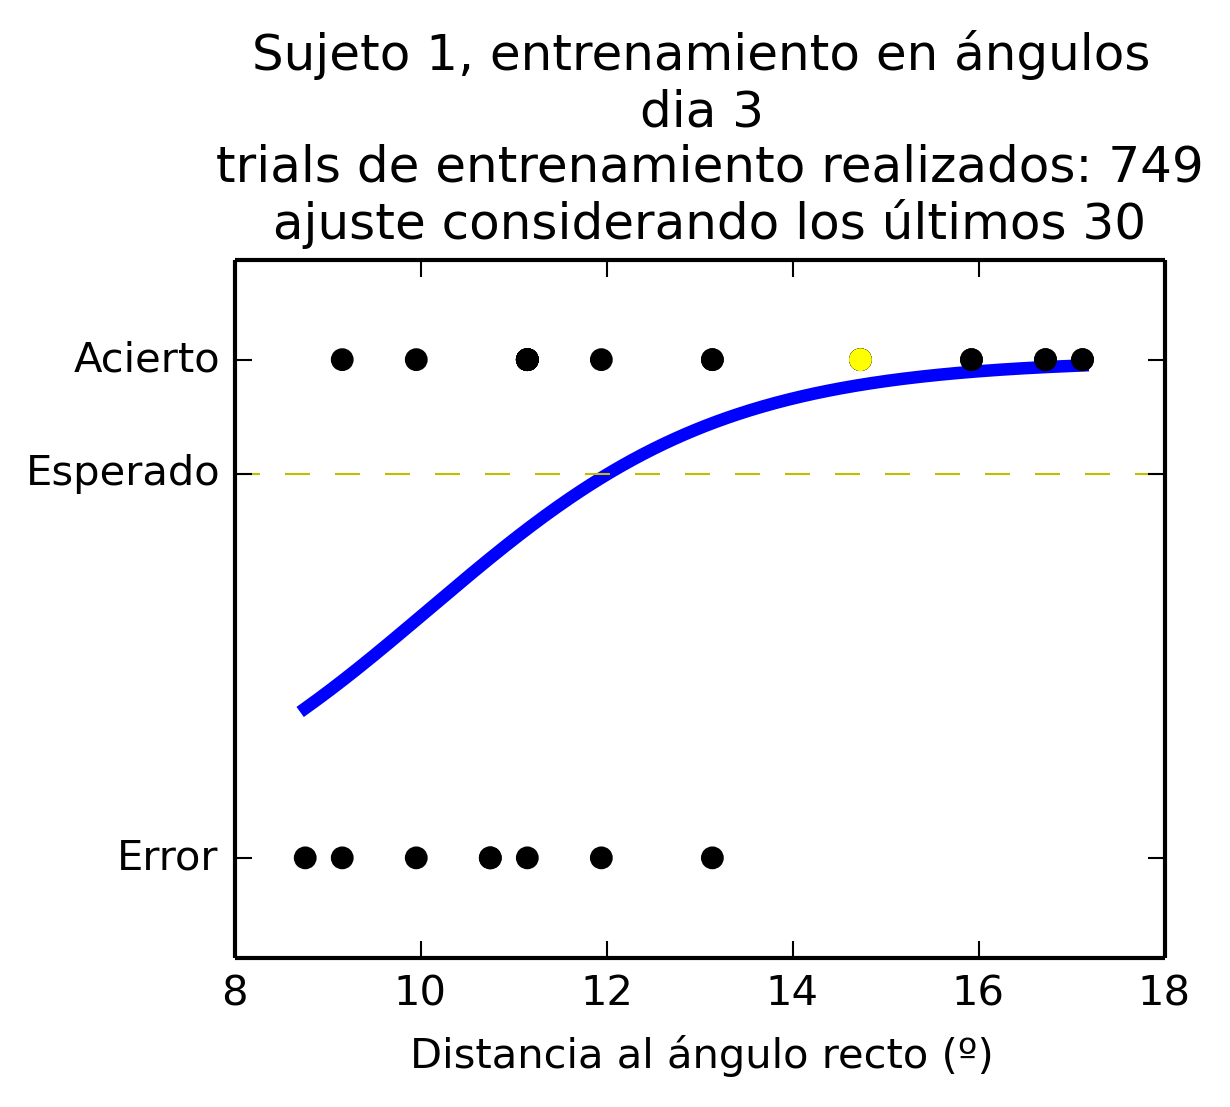 Sujeto 1, entrenamiento en ángulos
dia 3
trials de entrenamiento realizados: 749
ajuste considerando los últimos 30
Acierto
Esperado
Error
8 10 12 14 16 18
Distancia al ángulo recto (º)